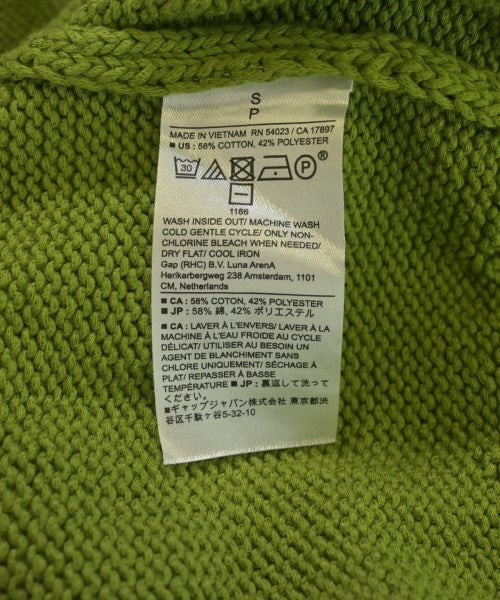 S
P
MADE IN VIETNAM RN 54023 / CA 17897
■ US : 58% COTTON, 42% POLYESTER
30 P ®
1166
WASH INSIDE OUT/ MACHINE WASH
COLD GENTLE CYCLE/ ONLY NON-
CHLORINE BLEACH WHEN NEEDED/
DRY FLAT/ COOL IRON
Gap (RHC) B.V. Luna ArenA
Herikerbergweg 238 Amsterdam, 1101
CM, Netherlands
■ CA : 58% COTON, 42% POLYESTER
■ JP : 58% 綿, 42% ポリエステル
■ CA : LAVER À L'ENVERS/ LAVER À LA
MACHINE À L'EAU FROIDE AU CYCLE
DÉLICAT/ UTILISER AU BESOIN UN
AGENT DE BLANCHIMENT SANS
CHLORE UNIQUEMENT/ SÉCHAGE À
PLAT/ REPASSER À BASSE
TEMPÉRATURE ■ JP : 裏返して洗って
ください。
■ギャップジャパン株式会社 東京都渋
谷区千駄ヶ谷5-32-10